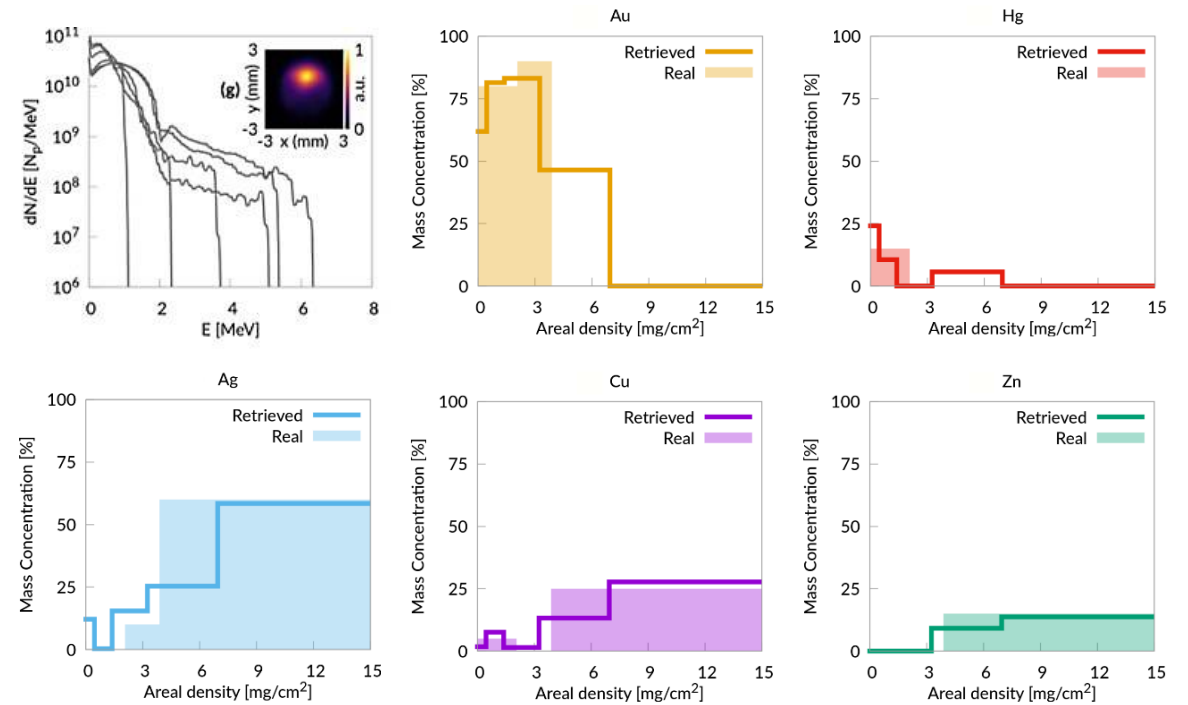 10¹¹
10¹⁰
10⁹
10⁸
10⁷
10⁶
dN/dE [Nₚ/MeV]
0 2 4 6 8
E [MeV]
(g)
3
-3
y (mm)
-3 x (mm) 3
1
0
a.u.
Au
100
75
50
25
0
Mass Concentration [%]
Retrieved
Real
0 3 6 9 12 15
Areal density [mg/cm²]
Hg
100
75
50
25
0
Mass Concentration [%]
Retrieved
Real
0 3 6 9 12 15
Areal density [mg/cm²]
Ag
100
75
50
25
0
Mass Concentration [%]
Retrieved
Real
0 3 6 9 12 15
Areal density [mg/cm²]
Cu
100
75
50
25
0
Mass Concentration [%]
Retrieved
Real
0 3 6 9 12 15
Areal density [mg/cm²]
Zn
100
75
50
25
0
Mass Concentration [%]
Retrieved
Real
0 3 6 9 12 15
Areal density [mg/cm²]